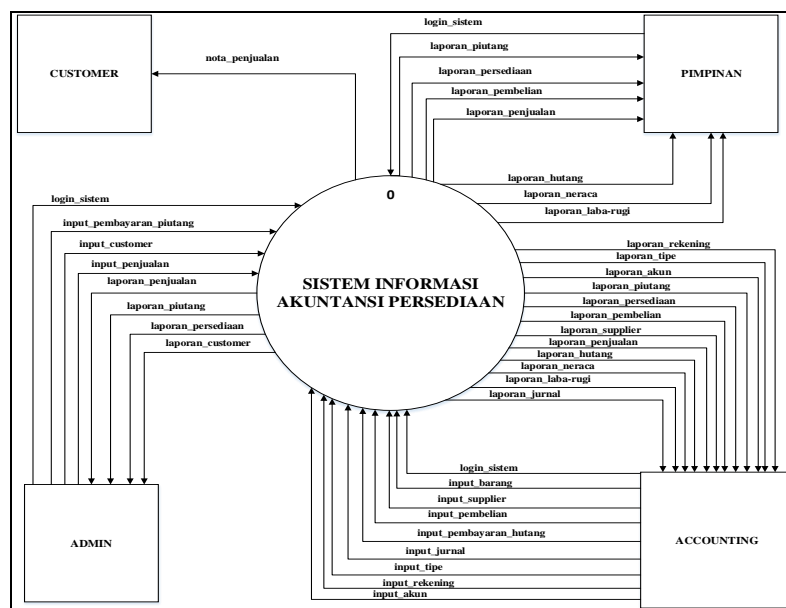 CUSTOMER
nota_penjualan
login_sistem
laporan_piutang
laporan_persediaan
laporan_pembelian
laporan_penjualan
PIMPINAN
laporan_hutang
laporan_neraca
laporan_laba-rugi
0
SISTEM INFORMASI
AKUNTANSI PERSEDIAAN
login_sistem
input_pembayaran_piutang
input_customer
input_penjualan
laporan_penjualan
laporan_piutang
laporan_persediaan
laporan_customer
ADMIN
laporan_rekening
laporan_tipe
laporan_akun
laporan_piutang
laporan_persediaan
laporan_pembelian
laporan_supplier
laporan_penjualan
laporan_hutang
laporan_neraca
laporan_laba-rugi
laporan_jurnal
login_sistem
input_barang
input_supplier
input_pembelian
input_pembayaran_hutang
input_jurnal
input_tipe
input_rekening
input_akun
ACCOUNTING